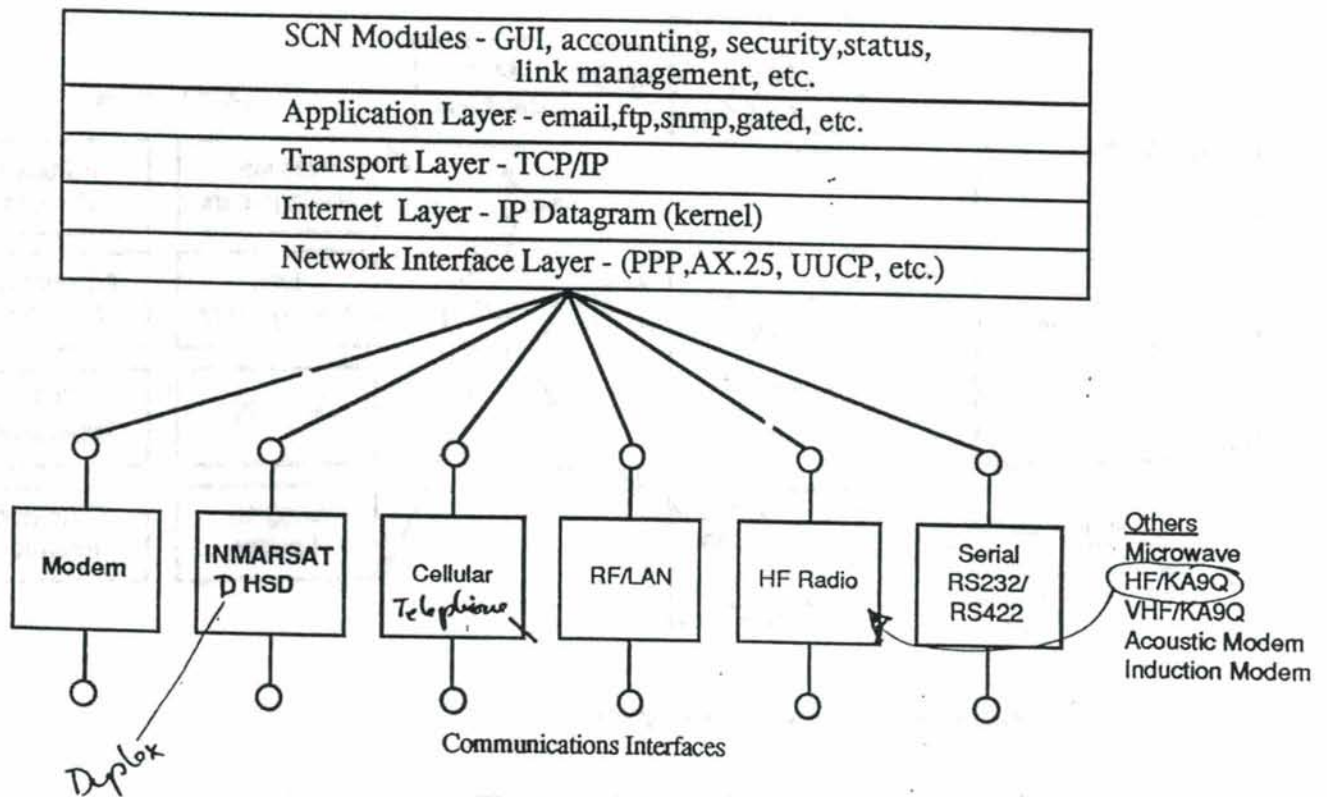 SCN Modules - GUI, accounting, security,status,
link management, etc.
Application Layer - email,ftp,snmp,gated, etc.
Transport Layer - TCP/IP
Internet Layer - IP Datagram (kernel)
Network Interface Layer - (PPP,AX.25, UUCP, etc.)
Modem
INMARSAT
D HSD
Cellular
Telephone
RF/LAN
HF Radio
Serial
RS232/
RS422
Others
Microwave
HF/KA9Q
VHF/KA9Q
Acoustic Modem
Induction Modem
Duplex
Communications Interfaces